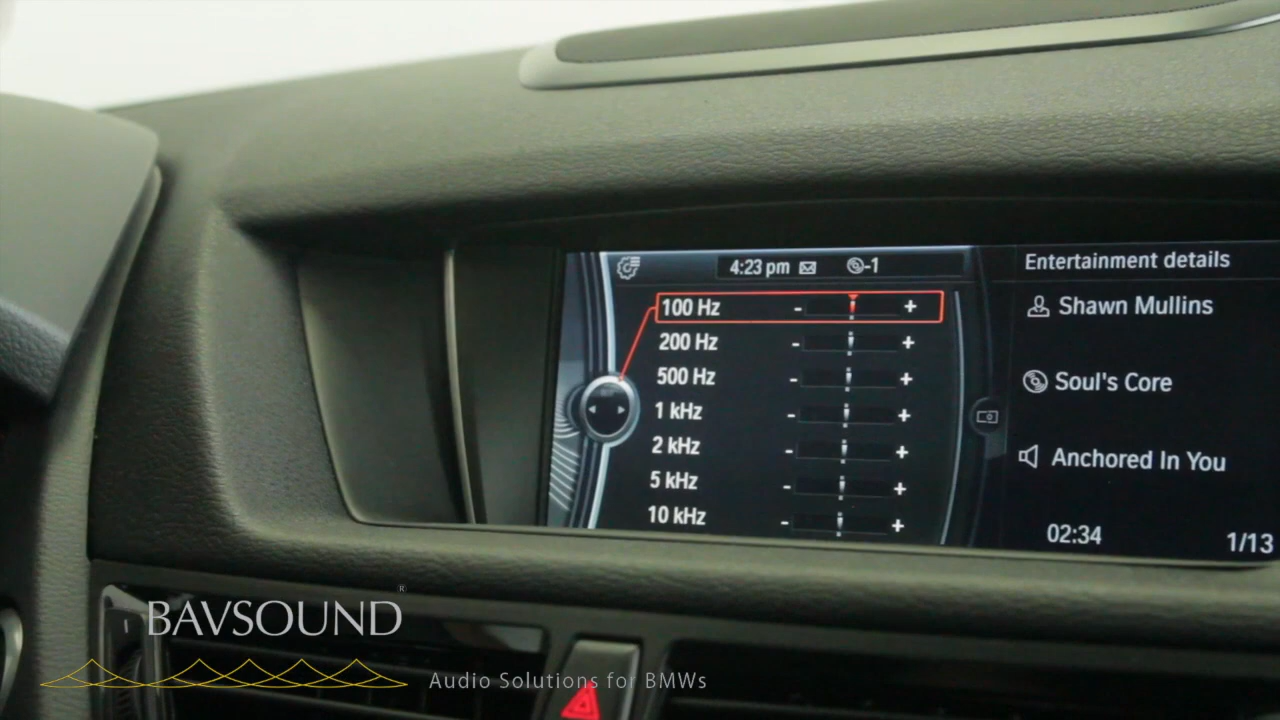 4:23 pm -1
100 Hz - +
200 Hz - +
500 Hz - +
1 kHz - +
2 kHz - +
5 kHz - +
10 kHz - +
Entertainment details
Shawn Mullins
Soul's Core
Anchored In You
02:34 1/13
BAVSOUND®
Audio Solutions for BMWs